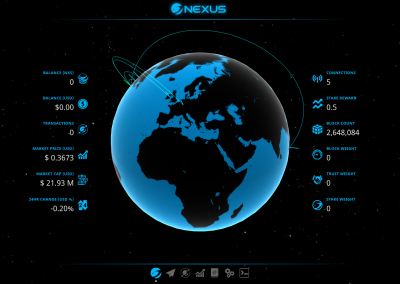 NEXUS
BALANCE (NXS)
0
BALANCE (USD)
$0.00
TRANSACTIONS
-0
MARKET PRICE (USD)
$ 0.3673
MARKET CAP (USD)
$ 21.93 M
24HR CHANGE (USD %)
-0.20%
CONNECTIONS
5
STAKE REWARD
0.5
BLOCK COUNT
2,648,084
BLOCK WEIGHT
0
TRUST WEIGHT
0
STAKE WEIGHT
0